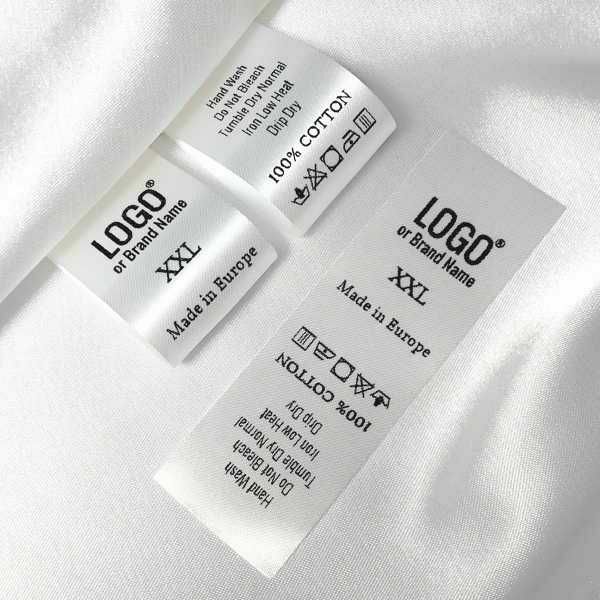 Hand Wash
Do Not Bleach
Tumble Dry Normal
Iron Low Heat
Drip Dry
100% COTTON
LOGO®
or Brand Name
XXL
Made in Europe
LOGO®
or Brand Name
XXL
Made in Europe
100% COTTON
Drip Dry
Iron Low Heat
Tumble Dry Normal
Do Not Bleach
Hand Wash